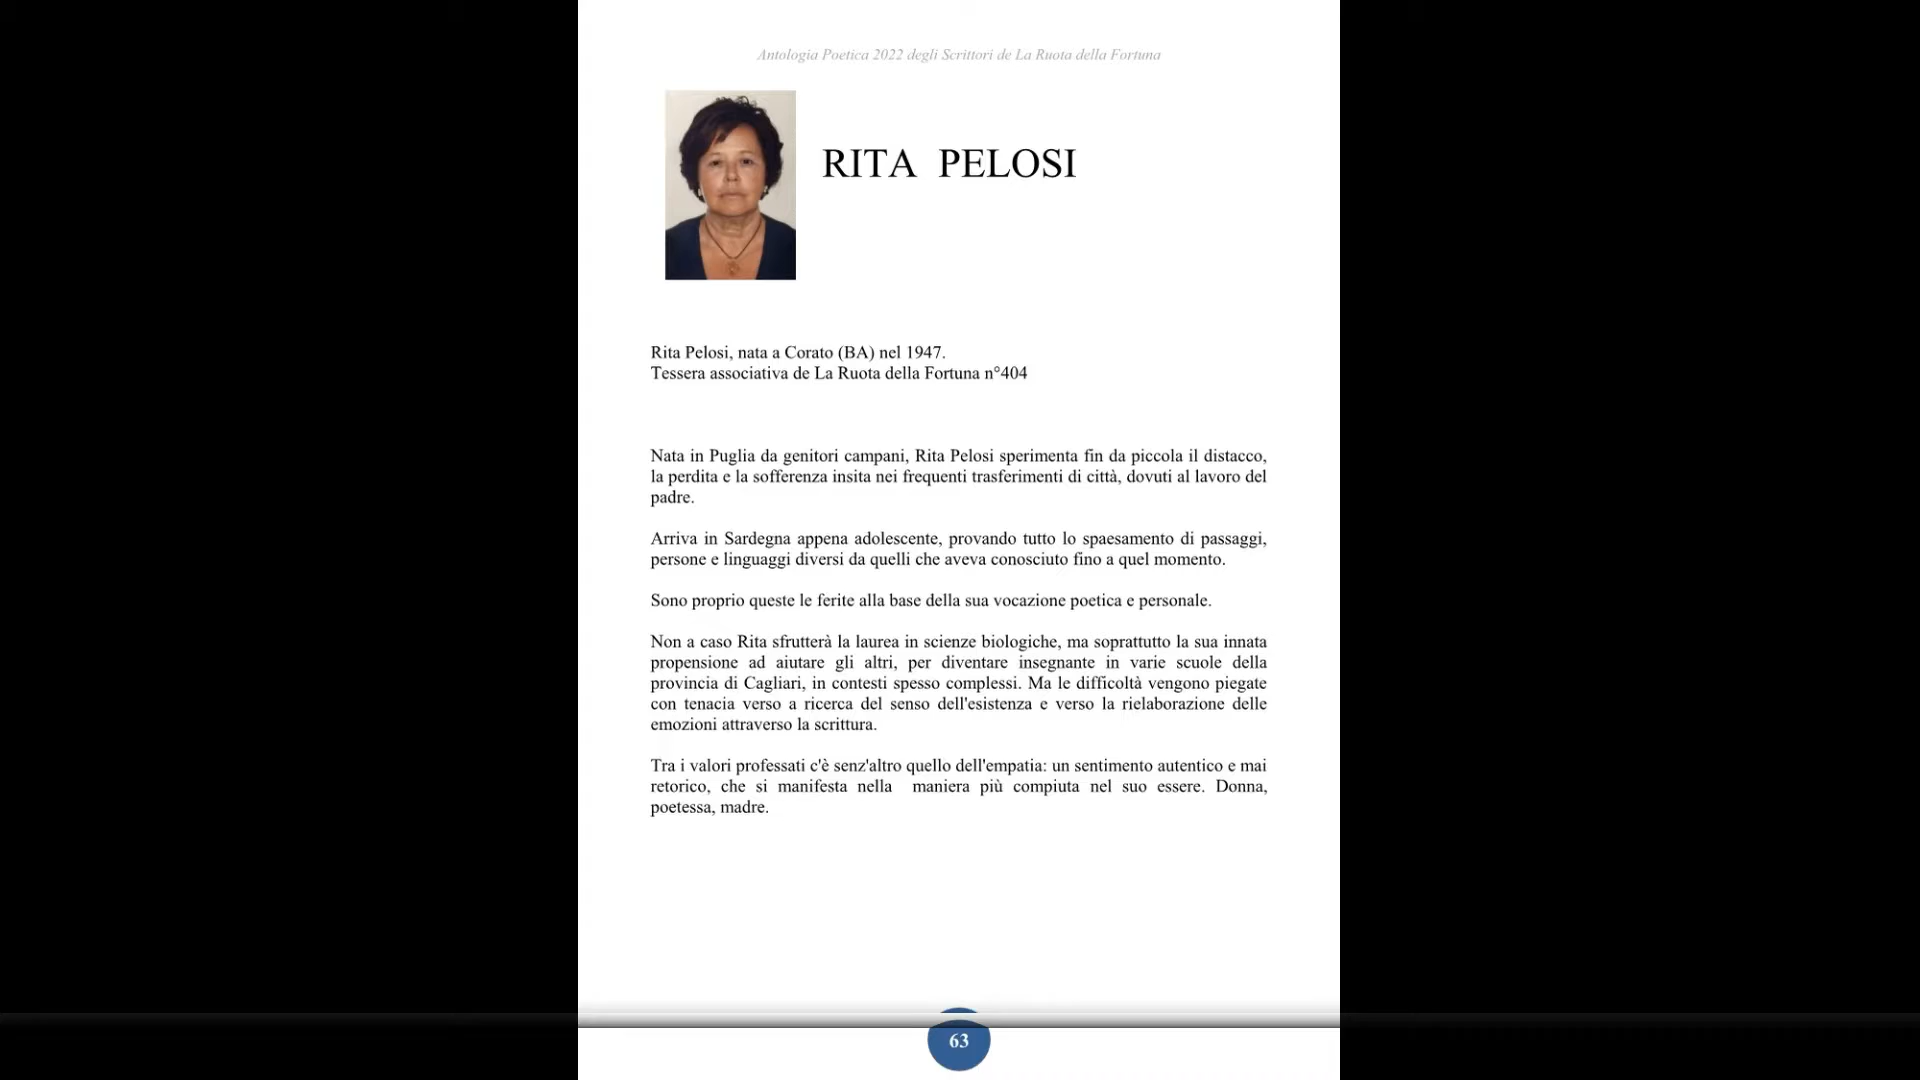 Antologia Poetica 2022 degli Scrittori de La Ruota della Fortuna
RITA PELOSI
Rita Pelosi, nata a Corato (BA) nel 1947.
Tessera associativa de La Ruota della Fortuna n°404
Nata in Puglia da genitori campani, Rita Pelosi sperimenta fin da piccola il distacco,
la perdita e la sofferenza insita nei frequenti trasferimenti di città, dovuti al lavoro del
padre.
Arriva in Sardegna appena adolescente, provando tutto lo spaesamento di passaggi,
persone e linguaggi diversi da quelli che aveva conosciuto fino a quel momento.
Sono proprio queste le ferite alla base della sua vocazione poetica e personale.
Non a caso Rita sfrutterà la laurea in scienze biologiche, ma soprattutto la sua innata
propensione ad aiutare gli altri, per diventare insegnante in varie scuole della
provincia di Cagliari, in contesti spesso complessi. Ma le difficoltà vengono piegate
con tenacia verso a ricerca del senso dell'esistenza e verso la rielaborazione delle
emozioni attraverso la scrittura.
Tra i valori professati c'è senz'altro quello dell'empatia: un sentimento autentico e mai
retorico, che si manifesta nella maniera più compiuta nel suo essere. Donna,
poetessa, madre.
63